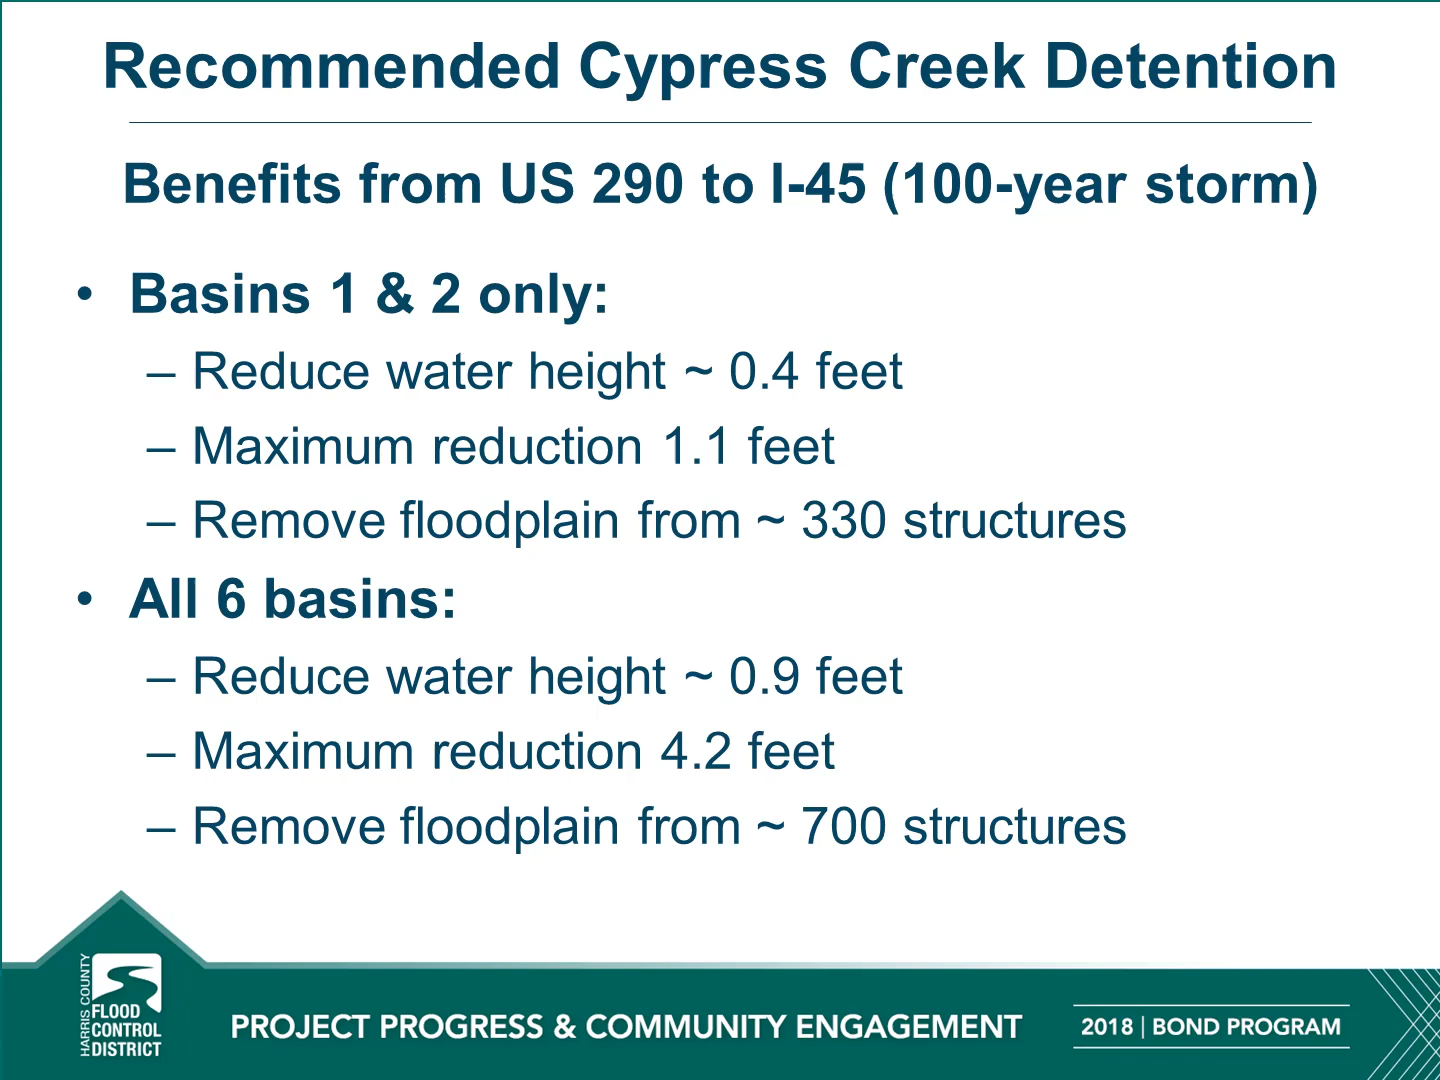 Recommended Cypress Creek Detention
Benefits from US 290 to I-45 (100-year storm)
• Basins 1 & 2 only:
– Reduce water height ~ 0.4 feet
– Maximum reduction 1.1 feet
– Remove floodplain from ~ 330 structures
• All 6 basins:
– Reduce water height ~ 0.9 feet
– Maximum reduction 4.2 feet
– Remove floodplain from ~ 700 structures
HARRIS COUNTY
FLOOD
CONTROL
DISTRICT
PROJECT PROGRESS & COMMUNITY ENGAGEMENT
2018 | BOND PROGRAM